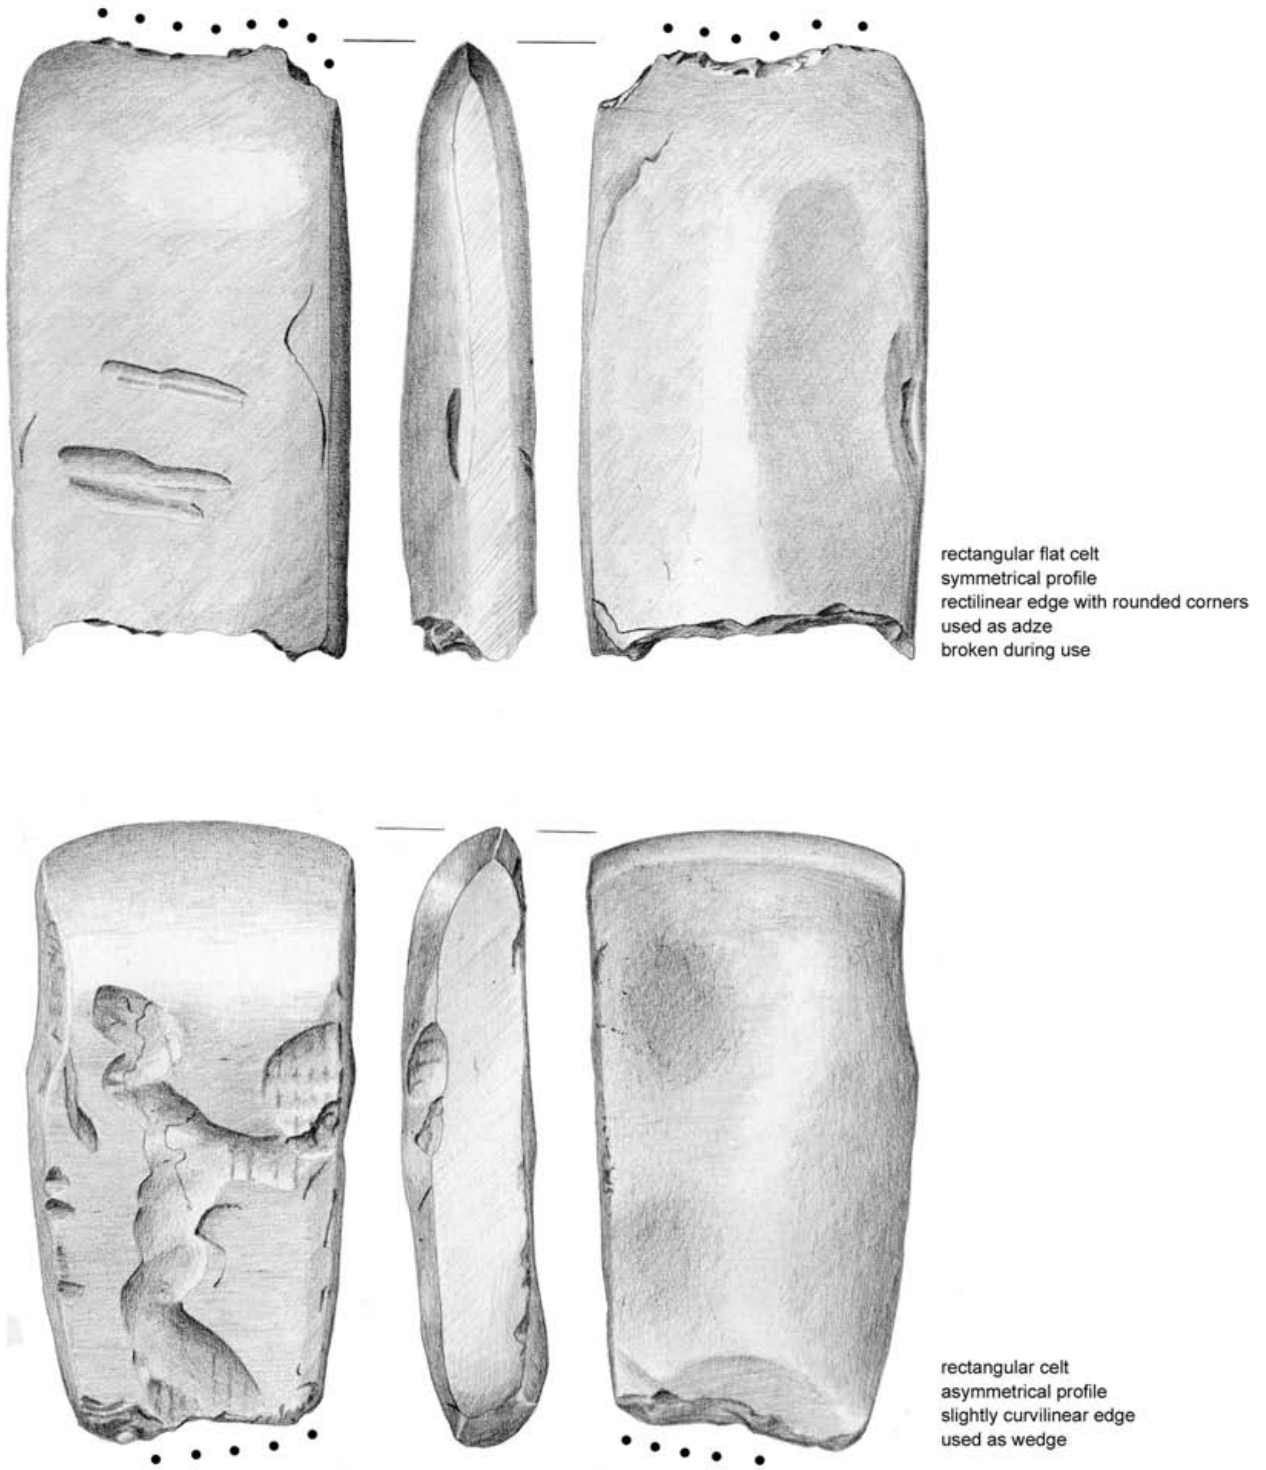 rectangular flat celt
symmetrical profile
rectilinear edge with rounded corners
used as adze
broken during use
rectangular celt
asymmetrical profile
slightly curvilinear edge
used as wedge